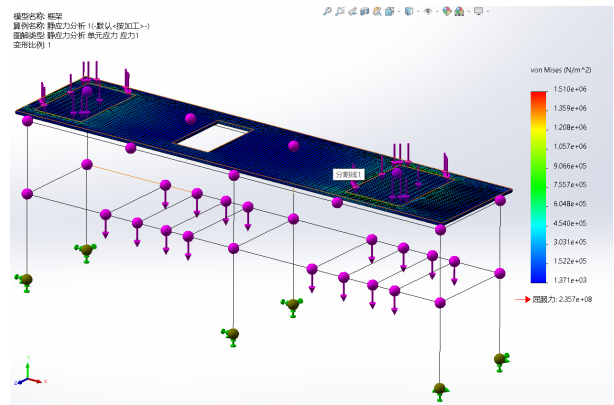 模型名称: 框架
算例名称: 静应力分析 1(-默认<按加工>-)
图解类型: 静应力分析 单元应力 应力1
变形比例: 1
von Mises (N/m^2)
1.510e+06
1.359e+06
1.208e+06
1.057e+06
9.066e+05
7.557e+05
6.048e+05
4.540e+05
3.031e+05
1.522e+05
1.371e+03
屈服力: 2.357e+08
分割线1
Y
X
Z